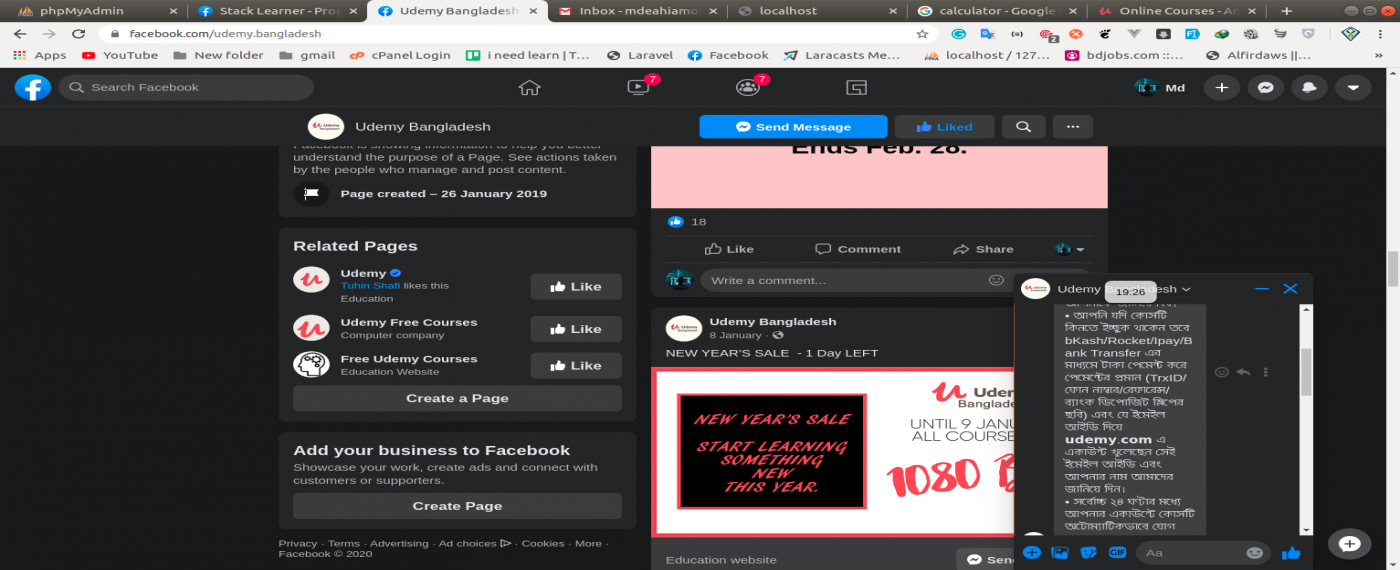 phpMyAdmin
Stack Learner - Pro
Udemy Bangladesh
Inbox - mdeahiamo
localhost
calculator - Google
Online Courses - An
facebook.com/udemy.bangladesh
2
Apps
YouTube
New folder
gmail
cPanel Login
i need learn | T...
Laravel
Facebook
Laracasts Me...
localhost / 127...
bdjobs.com ::...
Alfirdaws ||...
»
Search Facebook
7
7
Md
Udemy Bangladesh
Send Message
Liked
Facebook is showing information to help you better
understand the purpose of a Page. See actions taken
by the people who manage and post content.
Page created – 26 January 2019
Related Pages
Udemy
Tuhin Shafi likes this
Education
Like
Udemy Free Courses
Computer company
Like
Free Udemy Courses
Education Website
Like
Create a Page
Add your business to Facebook
Showcase your work, create ads and connect with
customers or supporters.
Create Page
Privacy · Terms · Advertising · Ad choices · Cookies · More ·
Facebook © 2020
Ends Feb. 28.
18
Like
Comment
Share
Write a comment...
Udemy Bangladesh
8 January ·
NEW YEAR'S SALE - 1 Day LEFT
NEW YEAR'S SALE
START LEARNING
SOMETHING
NEW
THIS YEAR.
Udem
Banglade
UNTIL 9 JANU
ALL COURSE
1080
Education website
Sen
Udemy Bangladesh
19:26
• আপনি যদি কোর্সটি
কিনতে ইচ্ছুক থাকেন তবে
bKash/Rocket/Ipay/B
ank Transfer এর
মাধ্যমে টাকা পেমেন্ট করে
পেমেন্টের প্রমান (TrxID/
ফোন নাম্বার/রেফারেন্স/
ব্যাংক ডিপোজিট স্লিপের
ছবি) এবং যে ইমেইল
আইডি দিয়ে
udemy.com এ
একাউন্ট খুলেছেন সেই
ইমেইল আইডি এবং
আপনার নাম আমাদের
জানিয়ে দিন।
• সর্বোচ্চ ২৪ ঘণ্টার মধ্যে
আপনার একাউন্টে কোর্সটি
অটোম্যাটিকভাবে যোগ
GIF
Aa